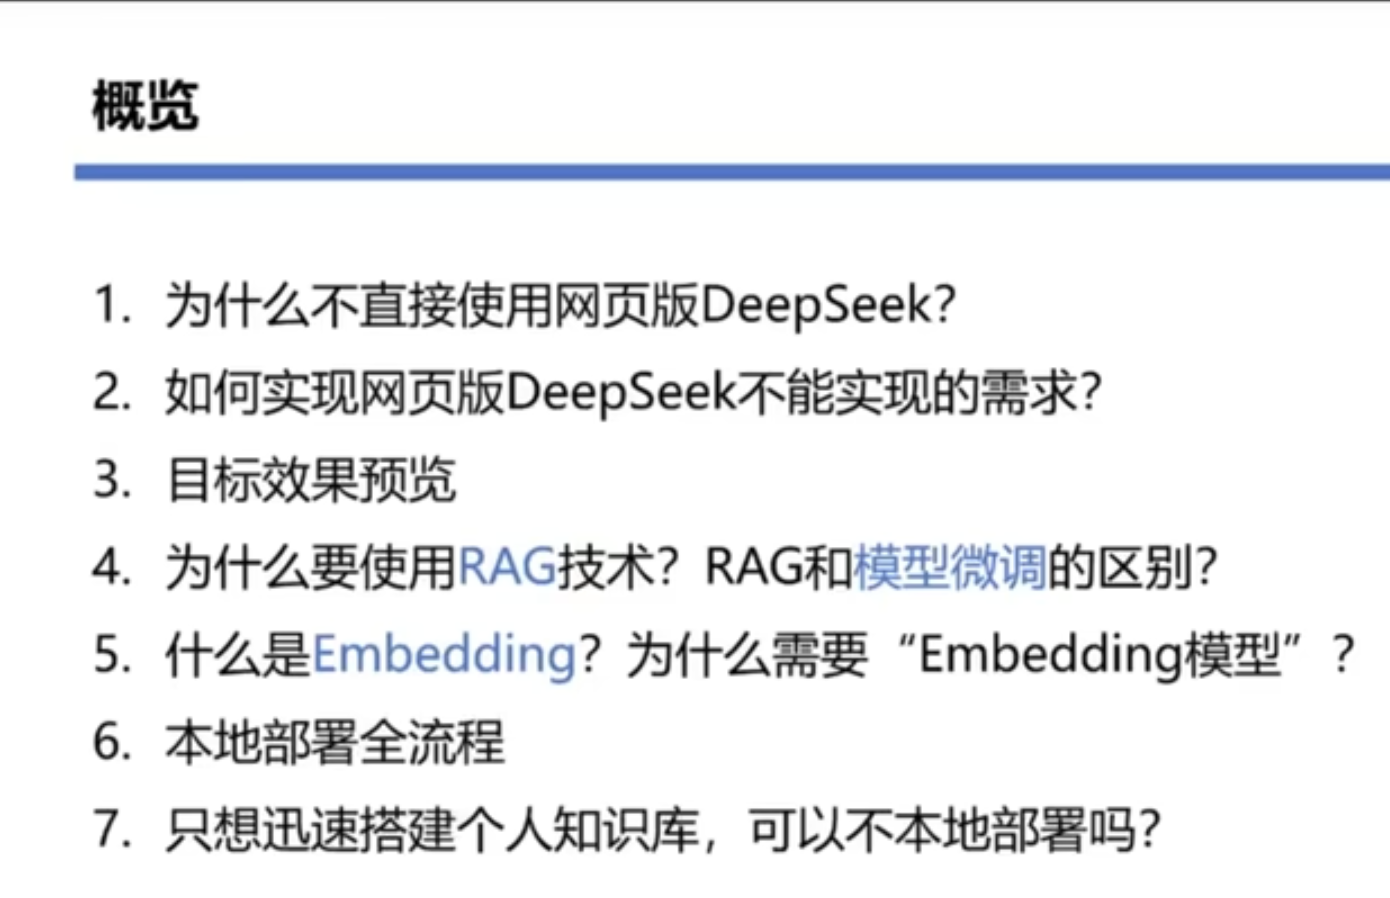 概览
1. 为什么不直接使用网页版DeepSeek？
2. 如何实现网页版DeepSeek不能实现的需求？
3. 目标效果预览
4. 为什么要使用RAG技术？RAG和模型微调的区别？
5. 什么是Embedding？为什么需要“Embedding模型”？
6. 本地部署全流程
7. 只想迅速搭建个人知识库，可以不本地部署吗？